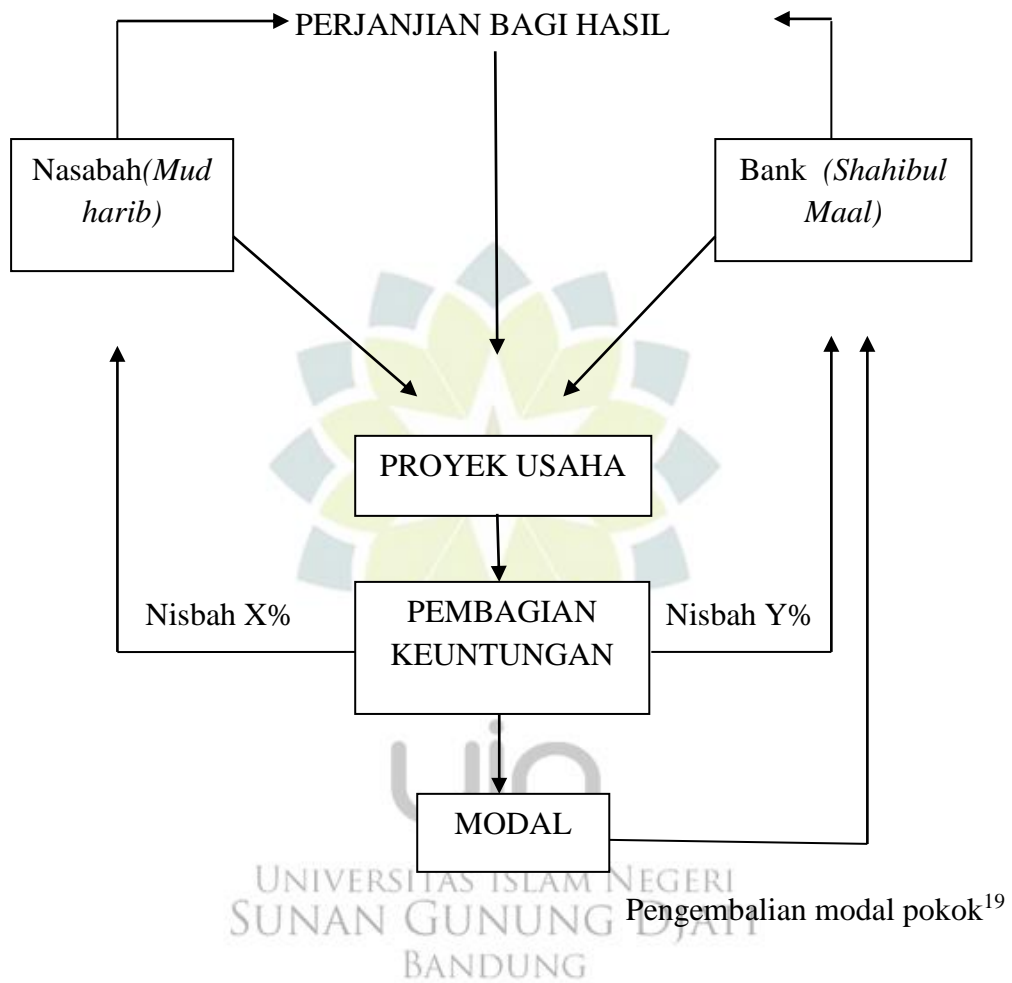 PERJANJIAN BAGI HASIL
Nasabah(Mud
harib)
Bank (Shahibul
Maal)
PROYEK USAHA
Nisbah X%
PEMBAGIAN
KEUNTUNGAN
Nisbah Y%
uin
MODAL
UNIVERSITAS ISLAM NEGERI
SUNAN GUNUNG DJATI
BANDUNG
Pengembalian modal pokok19